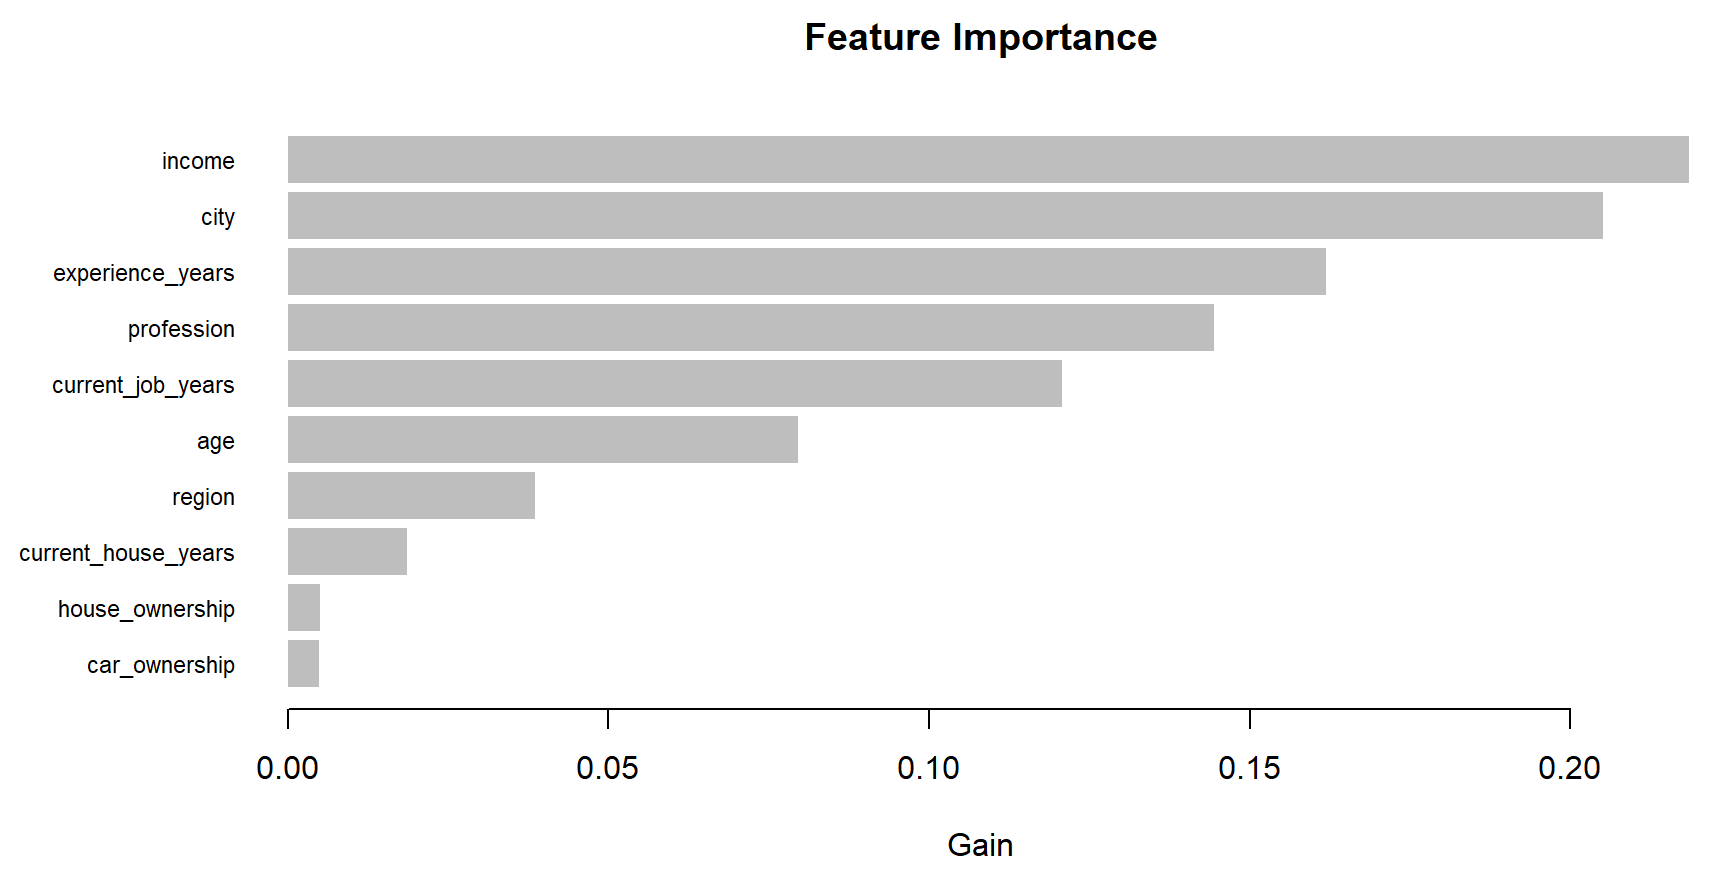 Feature Importance
income
city
experience_years
profession
current_job_years
age
region
current_house_years
house_ownership
car_ownership
0.00 0.05 0.10 0.15 0.20
Gain